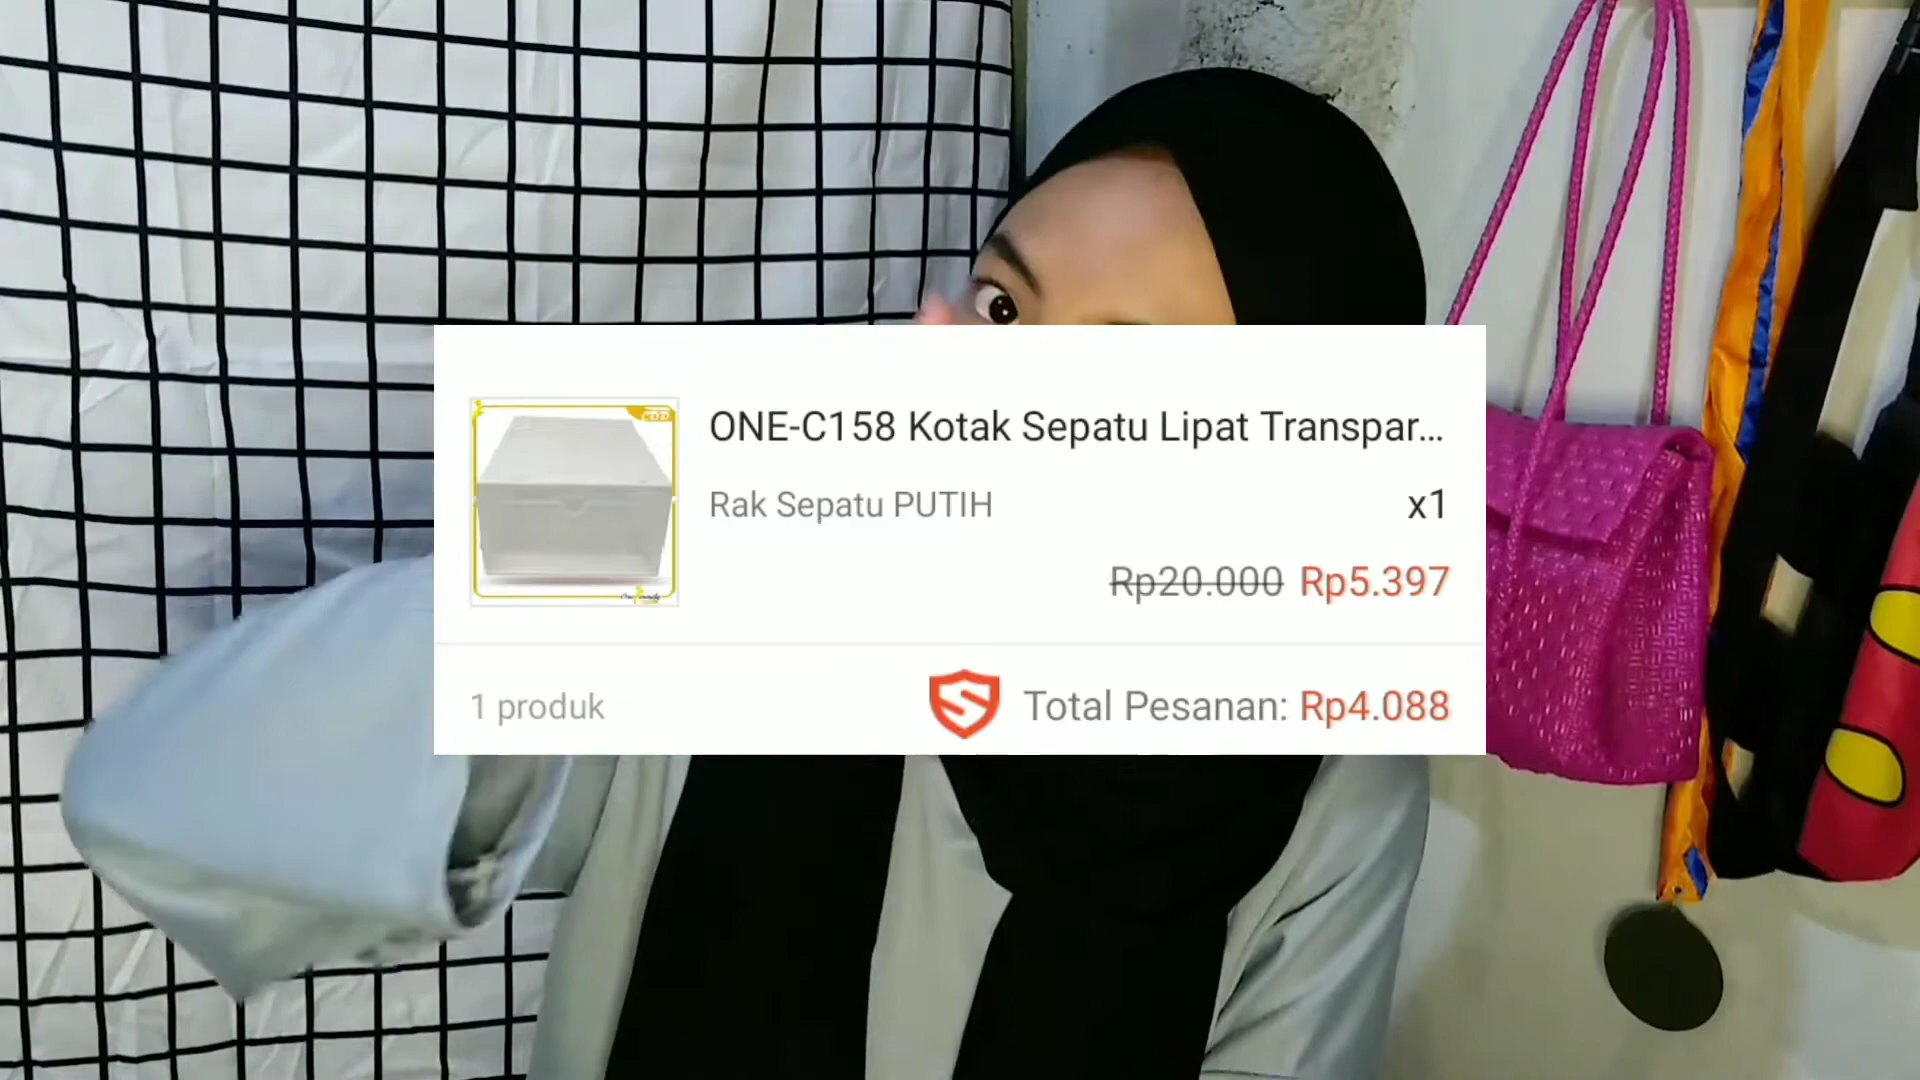 ONE-C158 Kotak Sepatu Lipat Transpar...
Rak Sepatu PUTIH
x1
Rp20.000 Rp5.397
1 produk
Total Pesanan: Rp4.088